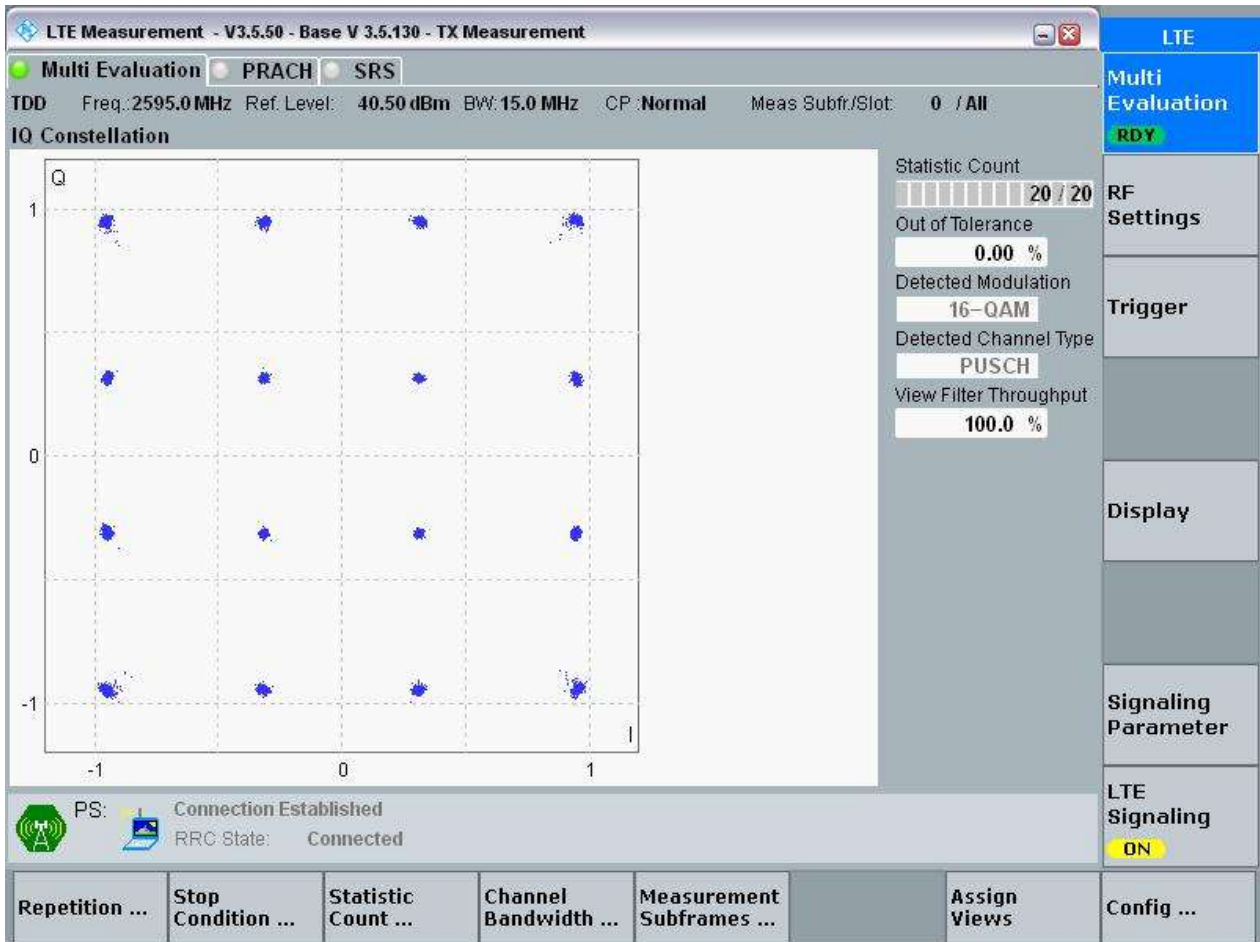 LTE Measurement - V3.5.50 - Base V 3.5.130 - TX Measurement
LTE
Multi Evaluation PRACH SRS
Multi Evaluation
RDY
TDD Freq.:2595.0 MHz Ref. Level: 40.50 dBm BW:15.0 MHz CP :Normal Meas Subfr./Slot: 0 / All
IQ Constellation
Q
1
0
-1
I
-1 0 1
Statistic Count
20 / 20
Out of Tolerance
0.00 %
Detected Modulation
16-QAM
Detected Channel Type
PUSCH
View Filter Throughput
100.0 %
RF
Settings
Trigger
Display
Signaling
Parameter
LTE
Signaling
ON
PS: Connection Established
RRC State: Connected
Repetition ...
Stop
Condition ...
Statistic
Count ...
Channel
Bandwidth ...
Measurement
Subframes ...
Assign
Views
Config ...